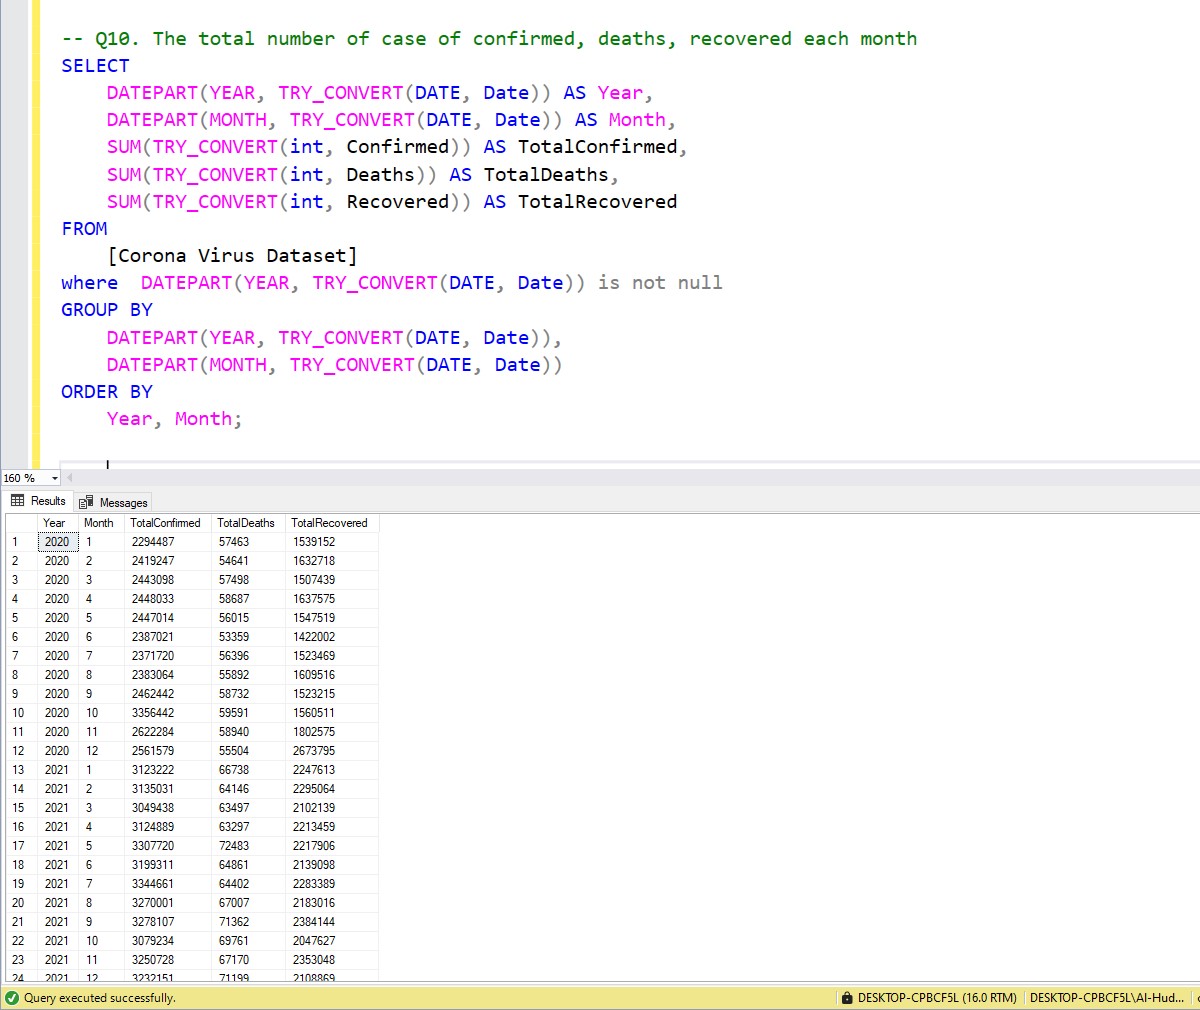 -- Q10. The total number of case of confirmed, deaths, recovered each month
SELECT
DATEPART(YEAR, TRY_CONVERT(DATE, Date)) AS Year,
DATEPART(MONTH, TRY_CONVERT(DATE, Date)) AS Month,
SUM(TRY_CONVERT(int, Confirmed)) AS TotalConfirmed,
SUM(TRY_CONVERT(int, Deaths)) AS TotalDeaths,
SUM(TRY_CONVERT(int, Recovered)) AS TotalRecovered
FROM
[Corona Virus Dataset]
where  DATEPART(YEAR, TRY_CONVERT(DATE, Date)) is not null
GROUP BY
DATEPART(YEAR, TRY_CONVERT(DATE, Date)),
DATEPART(MONTH, TRY_CONVERT(DATE, Date))
ORDER BY
Year, Month;
160 %
Results Messages
Year Month TotalConfirmed TotalDeaths TotalRecovered
1 2020 1 2294487 57463 1539152
2 2020 2 2419247 54641 1632718
3 2020 3 2443098 57498 1507439
4 2020 4 2448033 58687 1637575
5 2020 5 2447014 56015 1547519
6 2020 6 2387021 53359 1422002
7 2020 7 2371720 56396 1523469
8 2020 8 2383064 55892 1609516
9 2020 9 2462442 58732 1523215
10 2020 10 3356442 59591 1560511
11 2020 11 2622284 58940 1802575
12 2020 12 2561579 55504 2673795
13 2021 1 3123222 66738 2247613
14 2021 2 3135031 64146 2295064
15 2021 3 3049438 63497 2102139
16 2021 4 3124889 63297 2213459
17 2021 5 3307720 72483 2217906
18 2021 6 3199311 64861 2139098
19 2021 7 3344661 64402 2283389
20 2021 8 3270001 67007 2183016
21 2021 9 3278107 71362 2384144
22 2021 10 3079234 69761 2047627
23 2021 11 3250728 67170 2353048
24 2021 12 3232151 71199 2108869
Query executed successfully. DESKTOP-CPBCF5L (16.0 RTM) DESKTOP-CPBCF5L\AI-Hud...